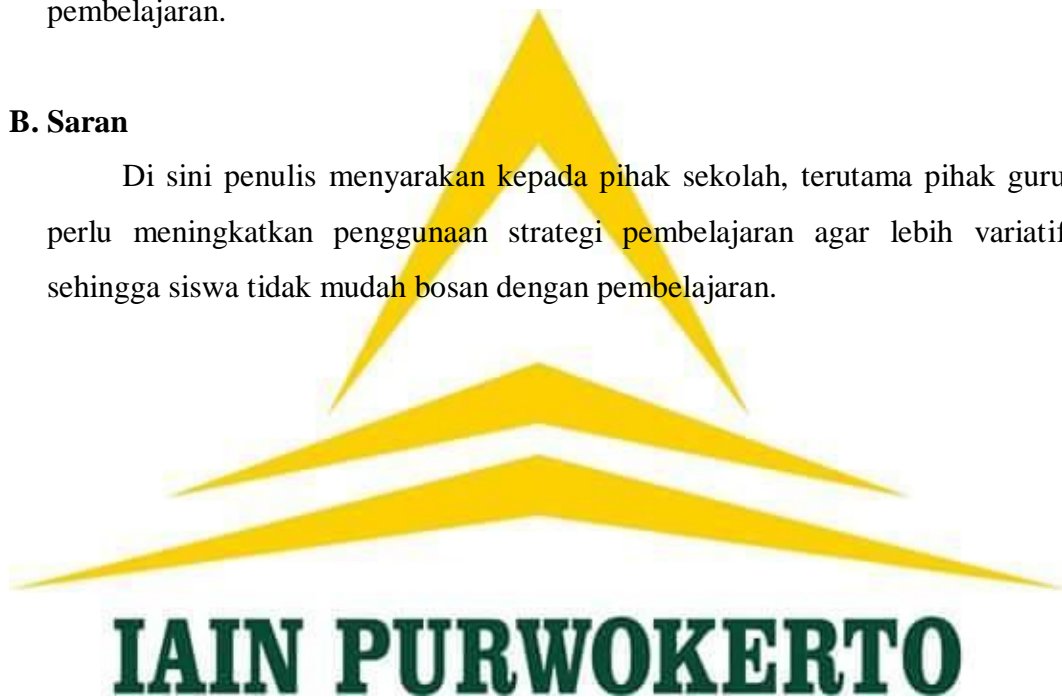 pembelajaran.
B. Saran
Di sini penulis menyarakan kepada pihak sekolah, terutama pihak guru
perlu meningkatkan penggunaan strategi pembelajaran agar lebih variatif
sehingga siswa tidak mudah bosan dengan pembelajaran.
IAIN PURWOKERTO